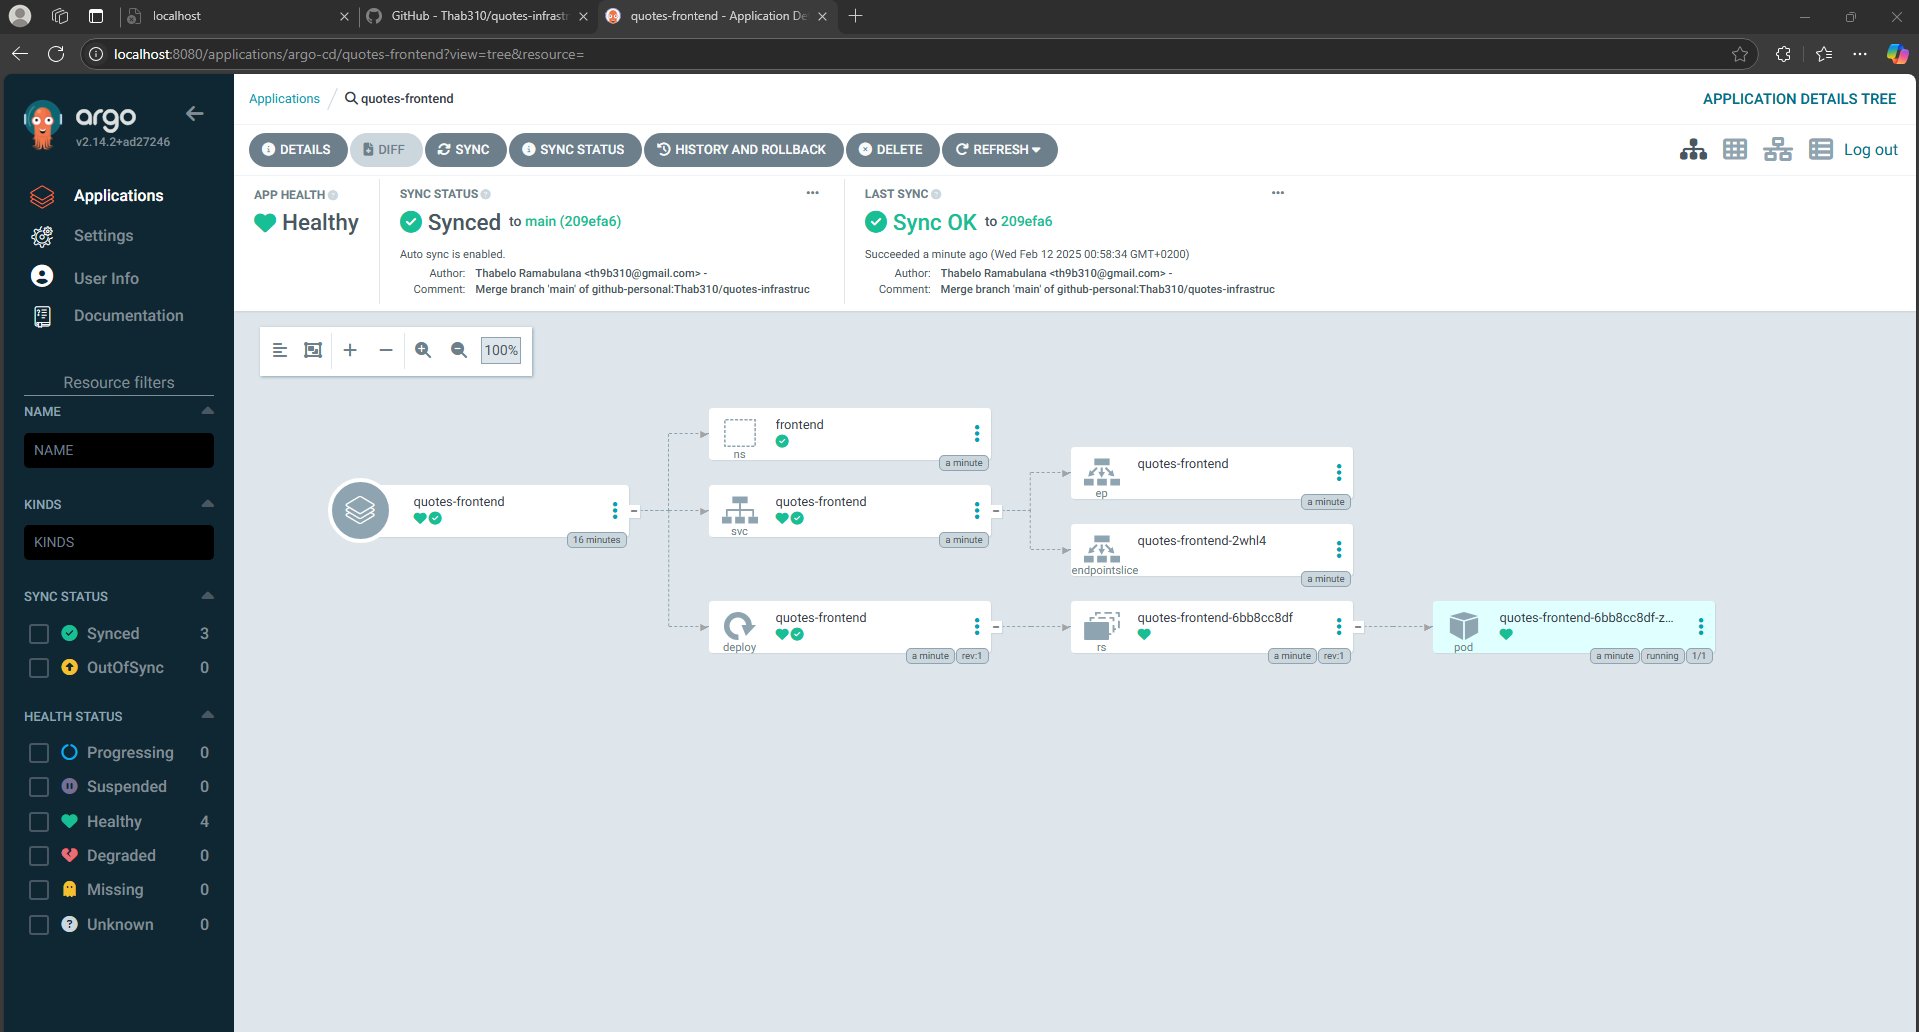 localhost
GitHub - Thab310/quotes-infrastr
quotes-frontend - Application De
localhost:8080/applications/argo-cd/quotes-frontend?view=tree&resource=
argo
v2.14.2+ad27246
Applications
Settings
User Info
Documentation
Resource filters
NAME
NAME
KINDS
KINDS
SYNC STATUS
Synced 3
OutOfSync 0
HEALTH STATUS
Progressing 0
Suspended 0
Healthy 4
Degraded 0
Missing 0
Unknown 0
Applications / quotes-frontend
APPLICATION DETAILS TREE
DETAILS DIFF SYNC SYNC STATUS HISTORY AND ROLLBACK DELETE REFRESH
Log out
APP HEALTH
Healthy
SYNC STATUS
Synced to main (209efa6)
Auto sync is enabled.
Author: Thabelo Ramabulana <th9b310@gmail.com> -
Comment: Merge branch 'main' of github-personal:Thab310/quotes-infrastruc
LAST SYNC
Sync OK to 209efa6
Succeeded a minute ago (Wed Feb 12 2025 00:58:34 GMT+0200)
Author: Thabelo Ramabulana <th9b310@gmail.com> -
Comment: Merge branch 'main' of github-personal:Thab310/quotes-infrastruc
100%
quotes-frontend
16 minutes
frontend
ns
a minute
quotes-frontend
svc
a minute
quotes-frontend
ep
a minute
quotes-frontend-2whl4
endpointslice
a minute
quotes-frontend
deploy
a minute rev:1
quotes-frontend-6bb8cc8df
rs
a minute rev:1
quotes-frontend-6bb8cc8df-z...
pod
a minute running 1/1